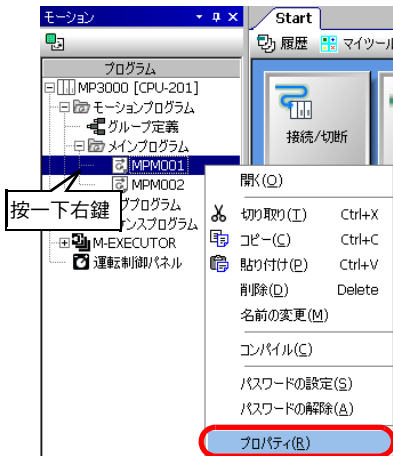 モーション
Start
履歴 マイツール
プログラム
MP3000 [CPU-201]
モーションプログラム
グループ定義
メインプログラム
MPM001
MPM002
プログラム
ンスプログラム
M-EXECUTOR
運転制御パネル
按一下右鍵
接続/切断
開く(O)
切り取り(T) Ctrl+X
コピー(C) Ctrl+C
貼り付け(P) Ctrl+V
削除(D) Delete
名前の変更(M)
コンパイル(C)
パスワードの設定(S)
パスワードの解除(A)
プロパティ(R)